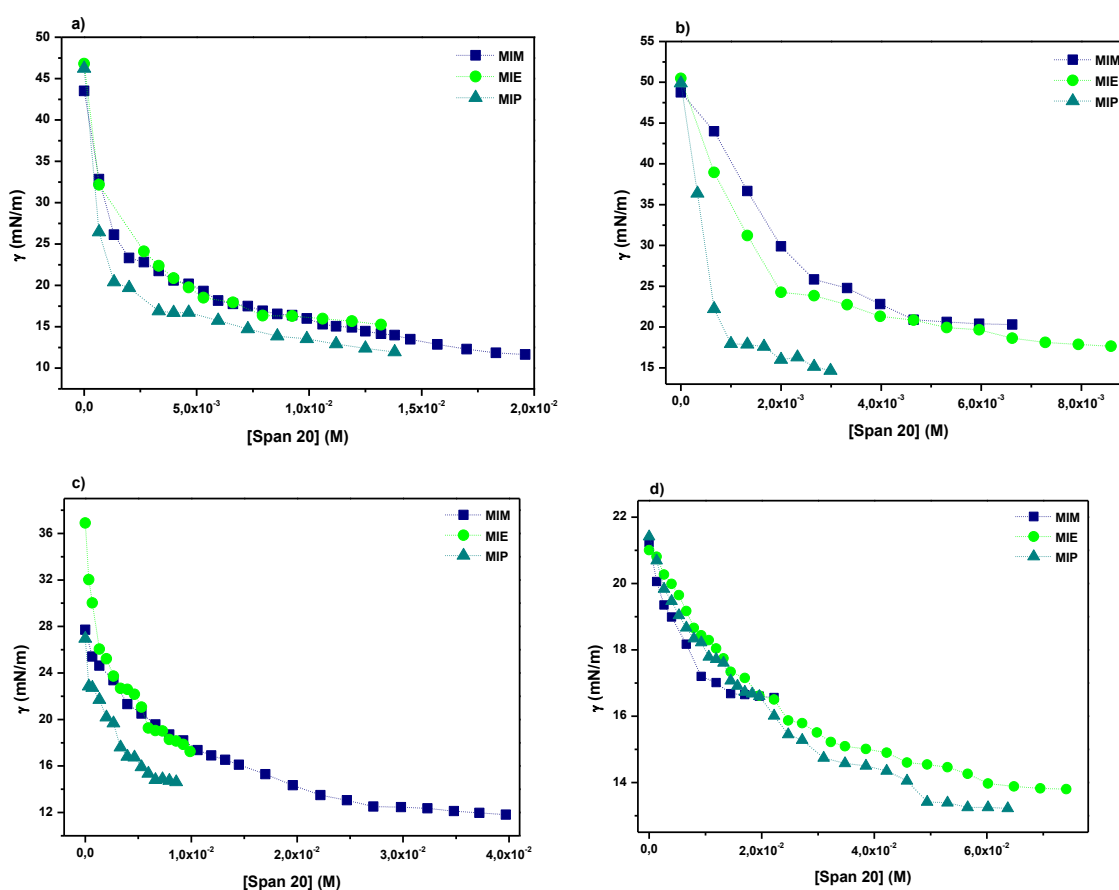 a)
50
45
40
35
30
25
20
15
10
γ (mN/m)
MIM
MIE
MIP
0,0
5,0x10⁻³
1,0x10⁻²
1,5x10⁻²
2,0x10⁻²
[Span 20] (M)
b)
55
50
45
40
35
30
25
20
15
γ (mN/m)
MIM
MIE
MIP
0,0
2,0x10⁻³
4,0x10⁻³
6,0x10⁻³
8,0x10⁻³
[Span 20] (M)
c)
36
32
28
24
20
16
12
γ (mN/m)
MIM
MIE
MIP
0,0
1,0x10⁻²
2,0x10⁻²
3,0x10⁻²
4,0x10⁻²
[Span 20] (M)
d)
22
20
18
16
14
γ (mN/m)
MIM
MIE
MIP
0,0
2,0x10⁻²
4,0x10⁻²
6,0x10⁻²
[Span 20] (M)